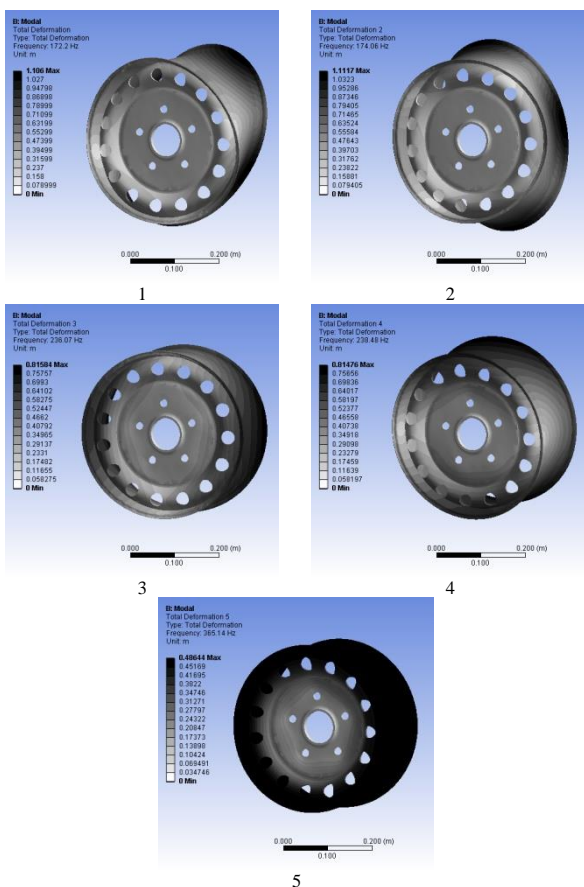 B: Modal
Total Deformation
Type: Total Deformation
Frequency: 172.2 Hz
Unit: m
1.106 Max
1.027
0.94798
0.86898
0.78999
0.71099
0.63199
0.55299
0.47399
0.39499
0.31599
0.237
0.158
0.078999
0 Min
0.000
0.200 (m)
0.100
1
B: Modal
Total Deformation 2
Type: Total Deformation
Frequency: 174.06 Hz
Unit: m
1.1117 Max
1.0323
0.95286
0.87346
0.79405
0.71465
0.63524
0.55584
0.47643
0.39703
0.31762
0.23822
0.15881
0.079405
0 Min
0.000
0.200 (m)
0.100
2
B: Modal
Total Deformation 3
Type: Total Deformation
Frequency: 236.07 Hz
Unit: m
0.81584 Max
0.75757
0.6993
0.64102
0.58275
0.52447
0.4662
0.40792
0.34965
0.29137
0.2331
0.17482
0.11655
0.058275
0 Min
0.000
0.200 (m)
0.100
3
B: Modal
Total Deformation 4
Type: Total Deformation
Frequency: 238.48 Hz
Unit: m
0.81476 Max
0.75656
0.69836
0.64017
0.58197
0.52377
0.46558
0.40738
0.34918
0.29098
0.23279
0.17459
0.11639
0.058197
0 Min
0.000
0.200 (m)
0.100
4
B: Modal
Total Deformation 5
Type: Total Deformation
Frequency: 365.14 Hz
Unit: m
0.48644 Max
0.45169
0.41695
0.3822
0.34746
0.31271
0.27797
0.24322
0.20847
0.17373
0.13898
0.10424
0.069491
0.034746
0 Min
0.000
0.200 (m)
0.100
5